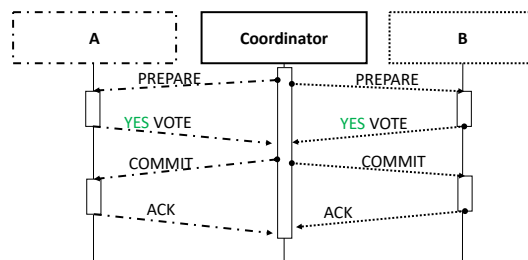 A
Coordinator
B
PREPARE
PREPARE
YES VOTE
YES VOTE
COMMIT
COMMIT
ACK
ACK